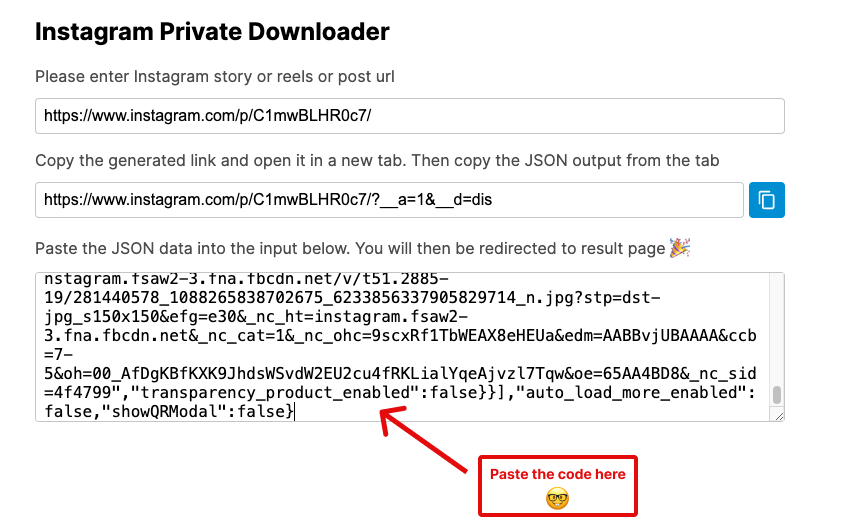 Instagram Private Downloader
Please enter Instagram story or reels or post url
https://www.instagram.com/p/C1mwBLHR0c7/
Copy the generated link and open it in a new tab. Then copy the JSON output from the tab
https://www.instagram.com/p/C1mwBLHR0c7/?__a=1&__d=dis
Paste the JSON data into the input below. You will then be redirected to result page 🎉
nstagram.fsaw2-3.fna.fbcdn.net/v/t51.2885-
19/281440578_1088265838702675_6233856337905829714_n.jpg?stp=dst-
jpg_s150x150&efg=e30&_nc_ht=instagram.fsaw2-
3.fna.fbcdn.net&_nc_cat=1&_nc_ohc=9scxRf1TbWEAX8eHEUa&edm=AABBvjUBAAAA&ccb
=7-
5&oh=00_AfDgKBfKXK9JhdsWSvdW2EU2cu4fRKLialYqeAjvzl7Tqw&oe=65AA4BD8&_nc_sid
=4f4799","transparency_product_enabled":false}}],"auto_load_more_enabled":
false,"showQRModal":false}
Paste the code here
🤓